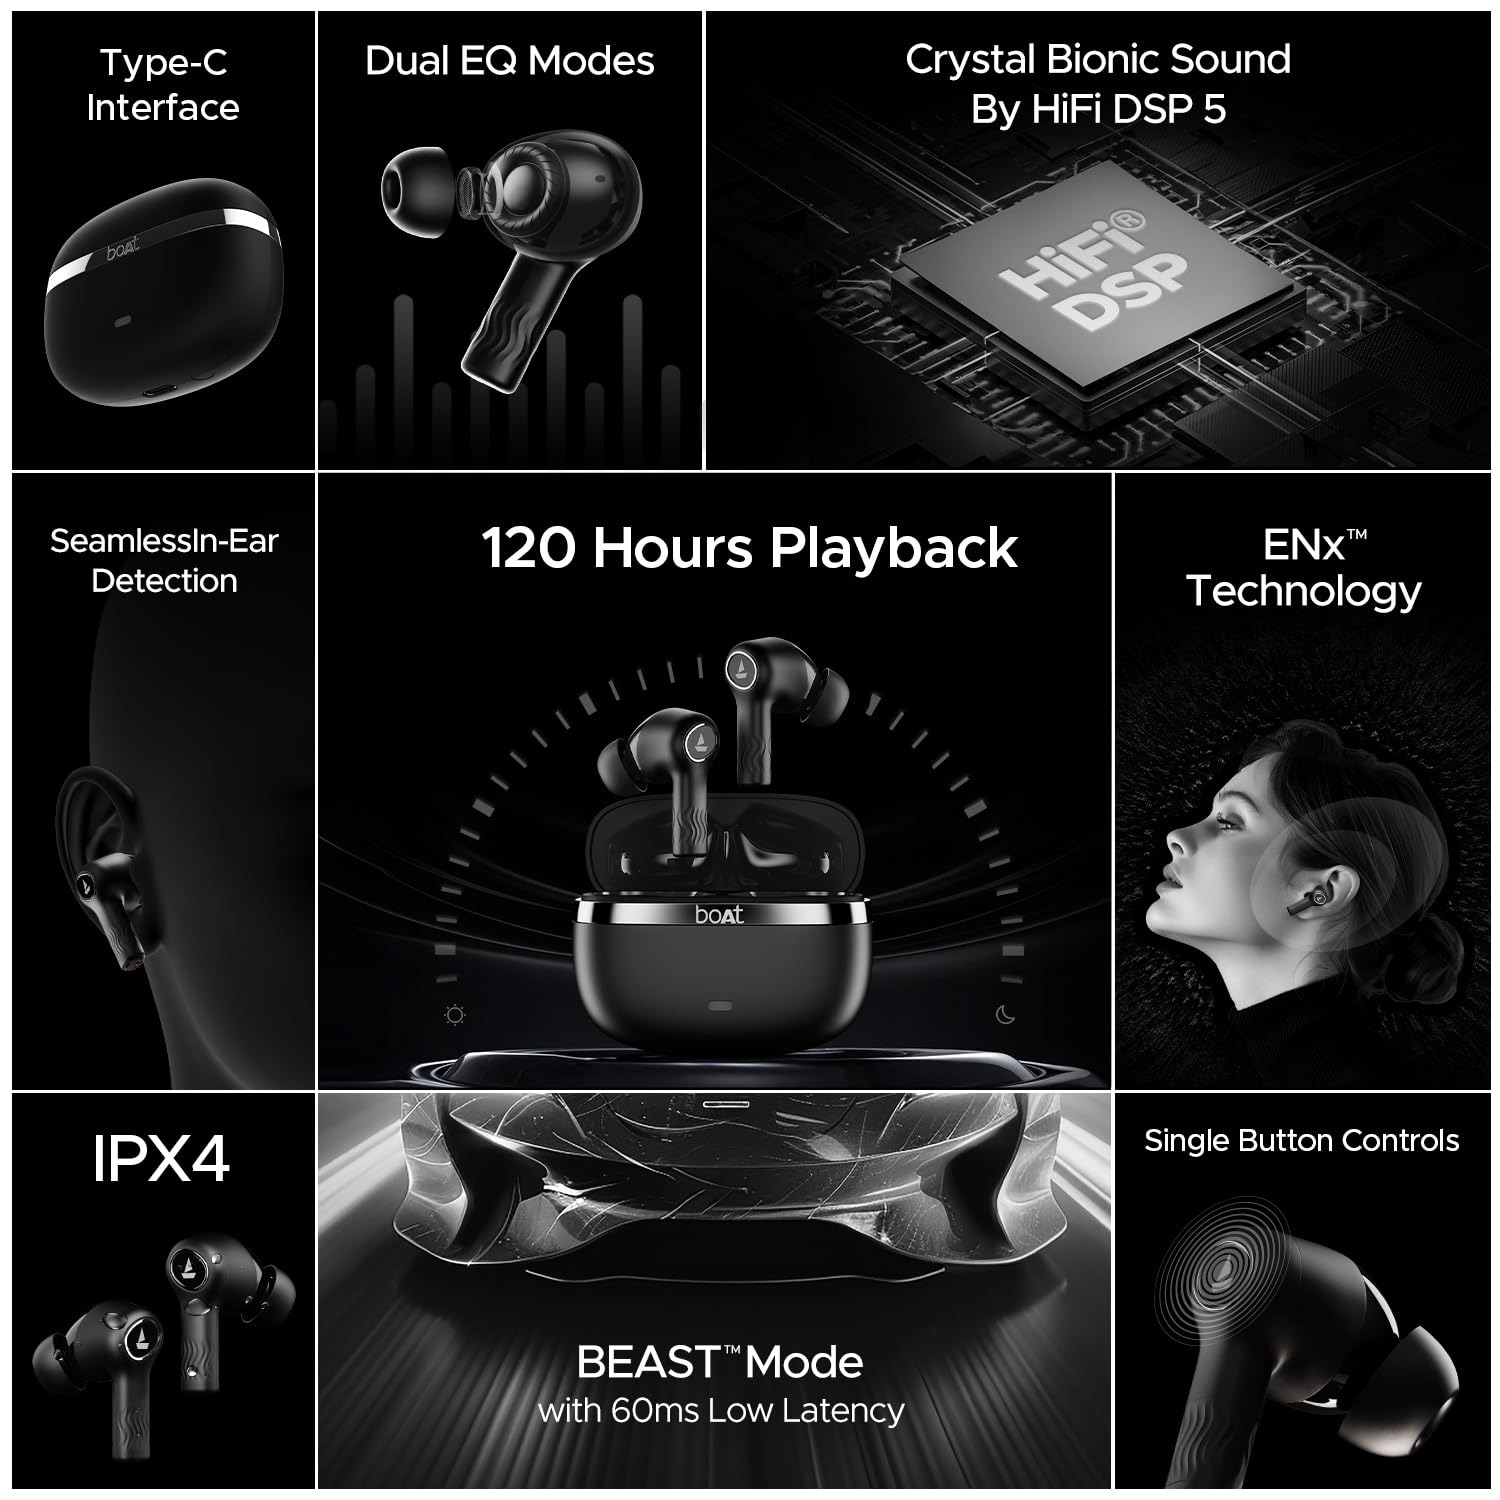 Type-C
Interface
boAt
Dual EQ Modes
Crystal Bionic Sound
By HiFi DSP 5
HiFi®
DSP
SeamlessIn-Ear
Detection
120 Hours Playback
boAt
ENx™
Technology
IPX4
BEAST™ Mode
with 60ms Low Latency
Single Button Controls